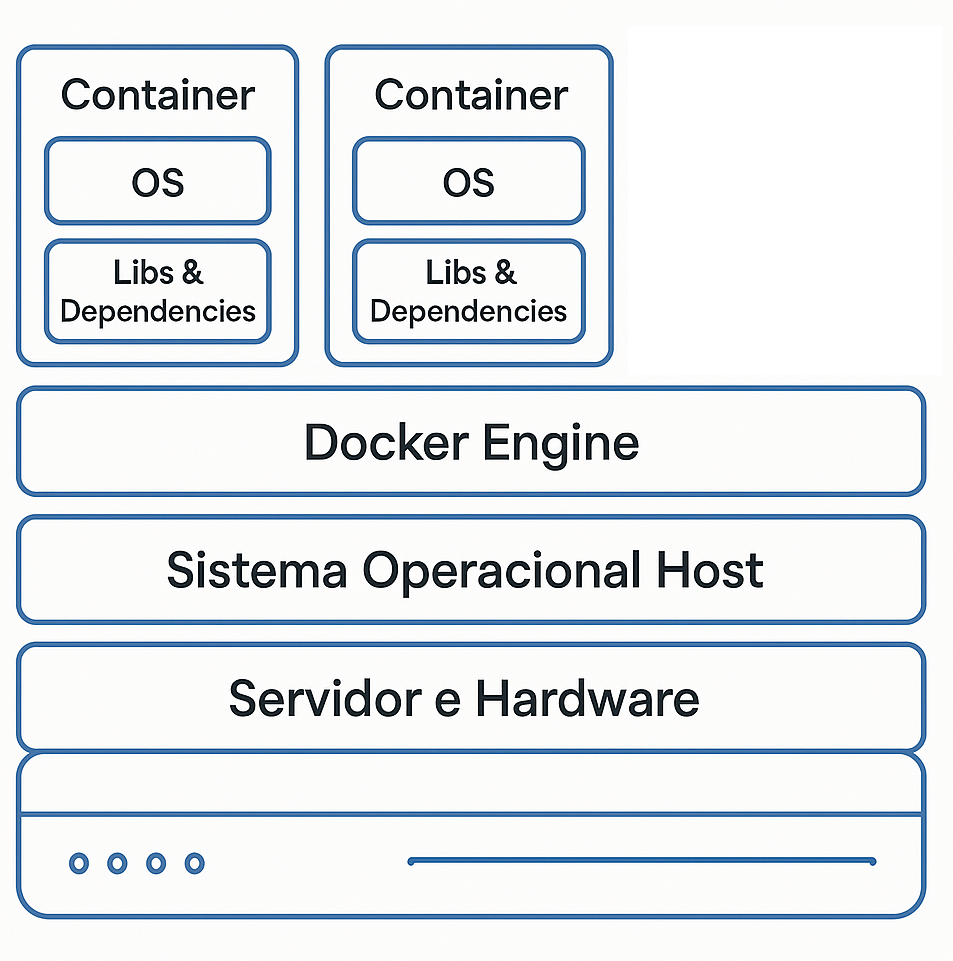 Container
OS
Libs &
Dependencies
Container
OS
Libs &
Dependencies
Docker Engine
Sistema Operacional Host
Servidor e Hardware